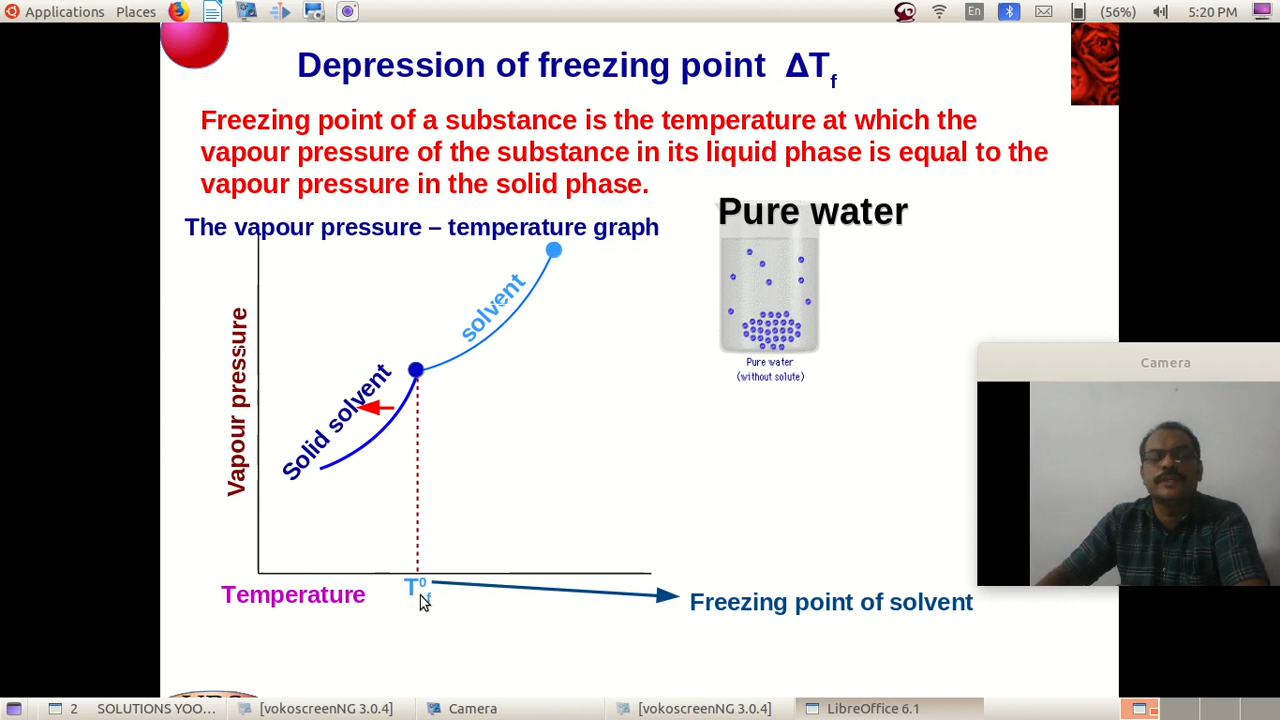 Applications Places En (56%) 5:20 PM
Depression of freezing point ΔTf
Freezing point of a substance is the temperature at which the
vapour pressure of the substance in its liquid phase is equal to the
vapour pressure in the solid phase.
Pure water
The vapour pressure – temperature graph
solvent
Solid solvent
Vapour pressure
Pure water
(without solute)
Camera
Temperature
T⁰f
Freezing point of solvent
2 SOLUTIONS YOO... [vokoscreenNG 3.0.4] Camera [vokoscreenNG 3.0.4] LibreOffice 6.1